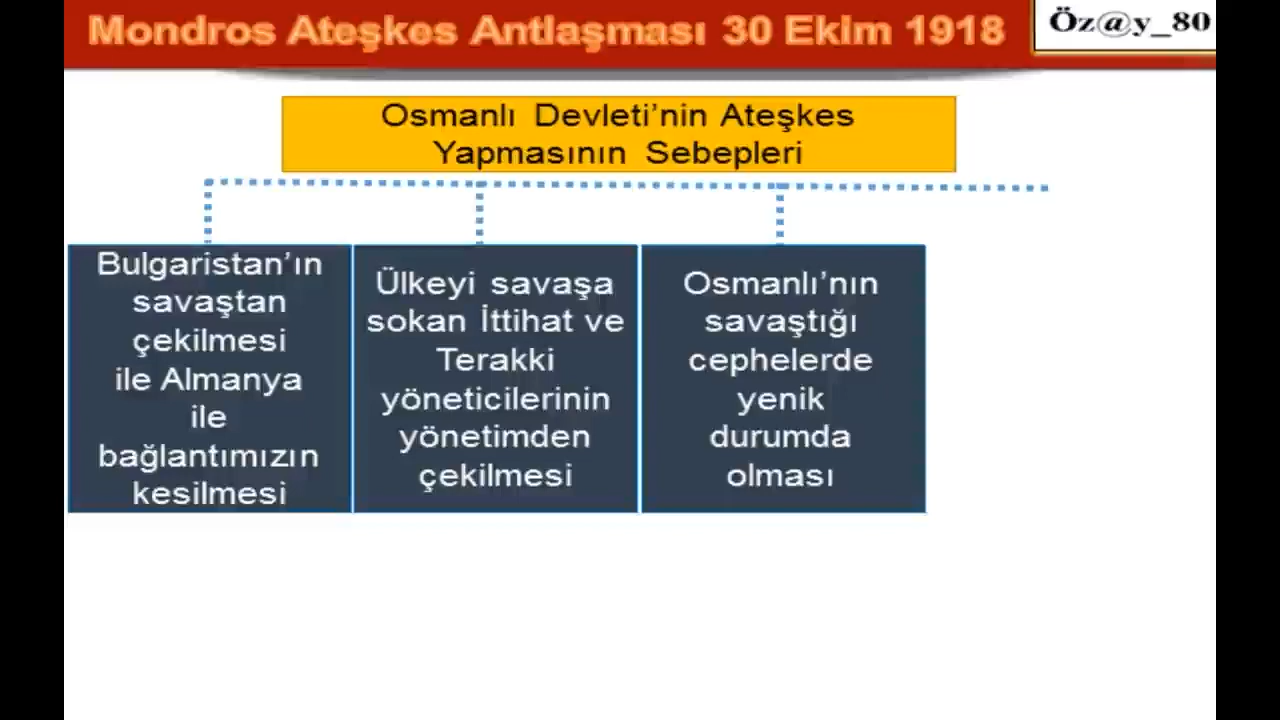 Mondros Ateşkes Antlaşması 30 Ekim 1918
Öz@y_80
Osmanlı Devleti’nin Ateşkes
Yapmasının Sebepleri
Bulgaristan’ın
savaştan
çekilmesi
ile Almanya
ile
bağlantımızın
kesilmesi
Ülkeyi savaşa
sokan İttihat ve
Terakki
yöneticilerinin
yönetimden
çekilmesi
Osmanlı’nın
savaştığı
cephelerde
yenik
durumda
olması